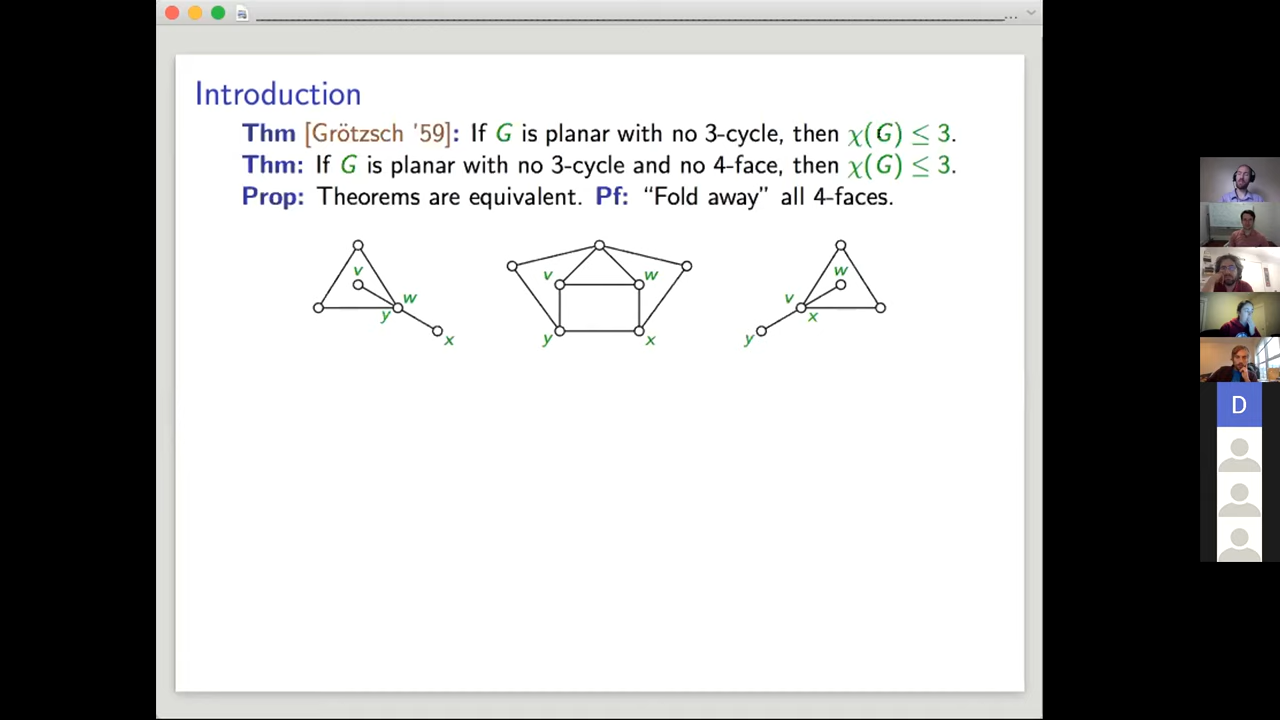 Introduction
Thm [Grötzsch '59]: If G is planar with no 3-cycle, then χ(G) ≤ 3.
Thm: If G is planar with no 3-cycle and no 4-face, then χ(G) ≤ 3.
Prop: Theorems are equivalent. Pf: “Fold away” all 4-faces.
v w y x
v w y x
w v x y
D